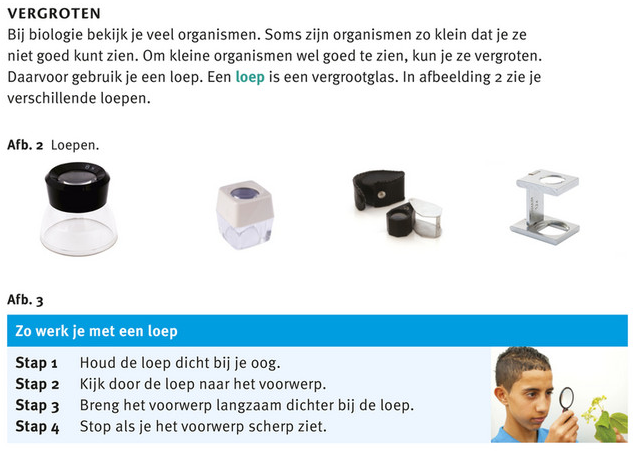 VERGROTEN
Bij biologie bekijk je veel organismen. Soms zijn organismen zo klein dat je ze
niet goed kunt zien. Om kleine organismen wel goed te zien, kun je ze vergroten.
Daarvoor gebruik je een loep. Een loep is een vergrootglas. In afbeelding 2 zie je
verschillende loepen.
Afb. 2 Loepen.
Afb. 3
Zo werk je met een loep
Stap 1 Houd de loep dicht bij je oog.
Stap 2 Kijk door de loep naar het voorwerp.
Stap 3 Breng het voorwerp langzaam dichter bij de loep.
Stap 4 Stop als je het voorwerp scherp ziet.